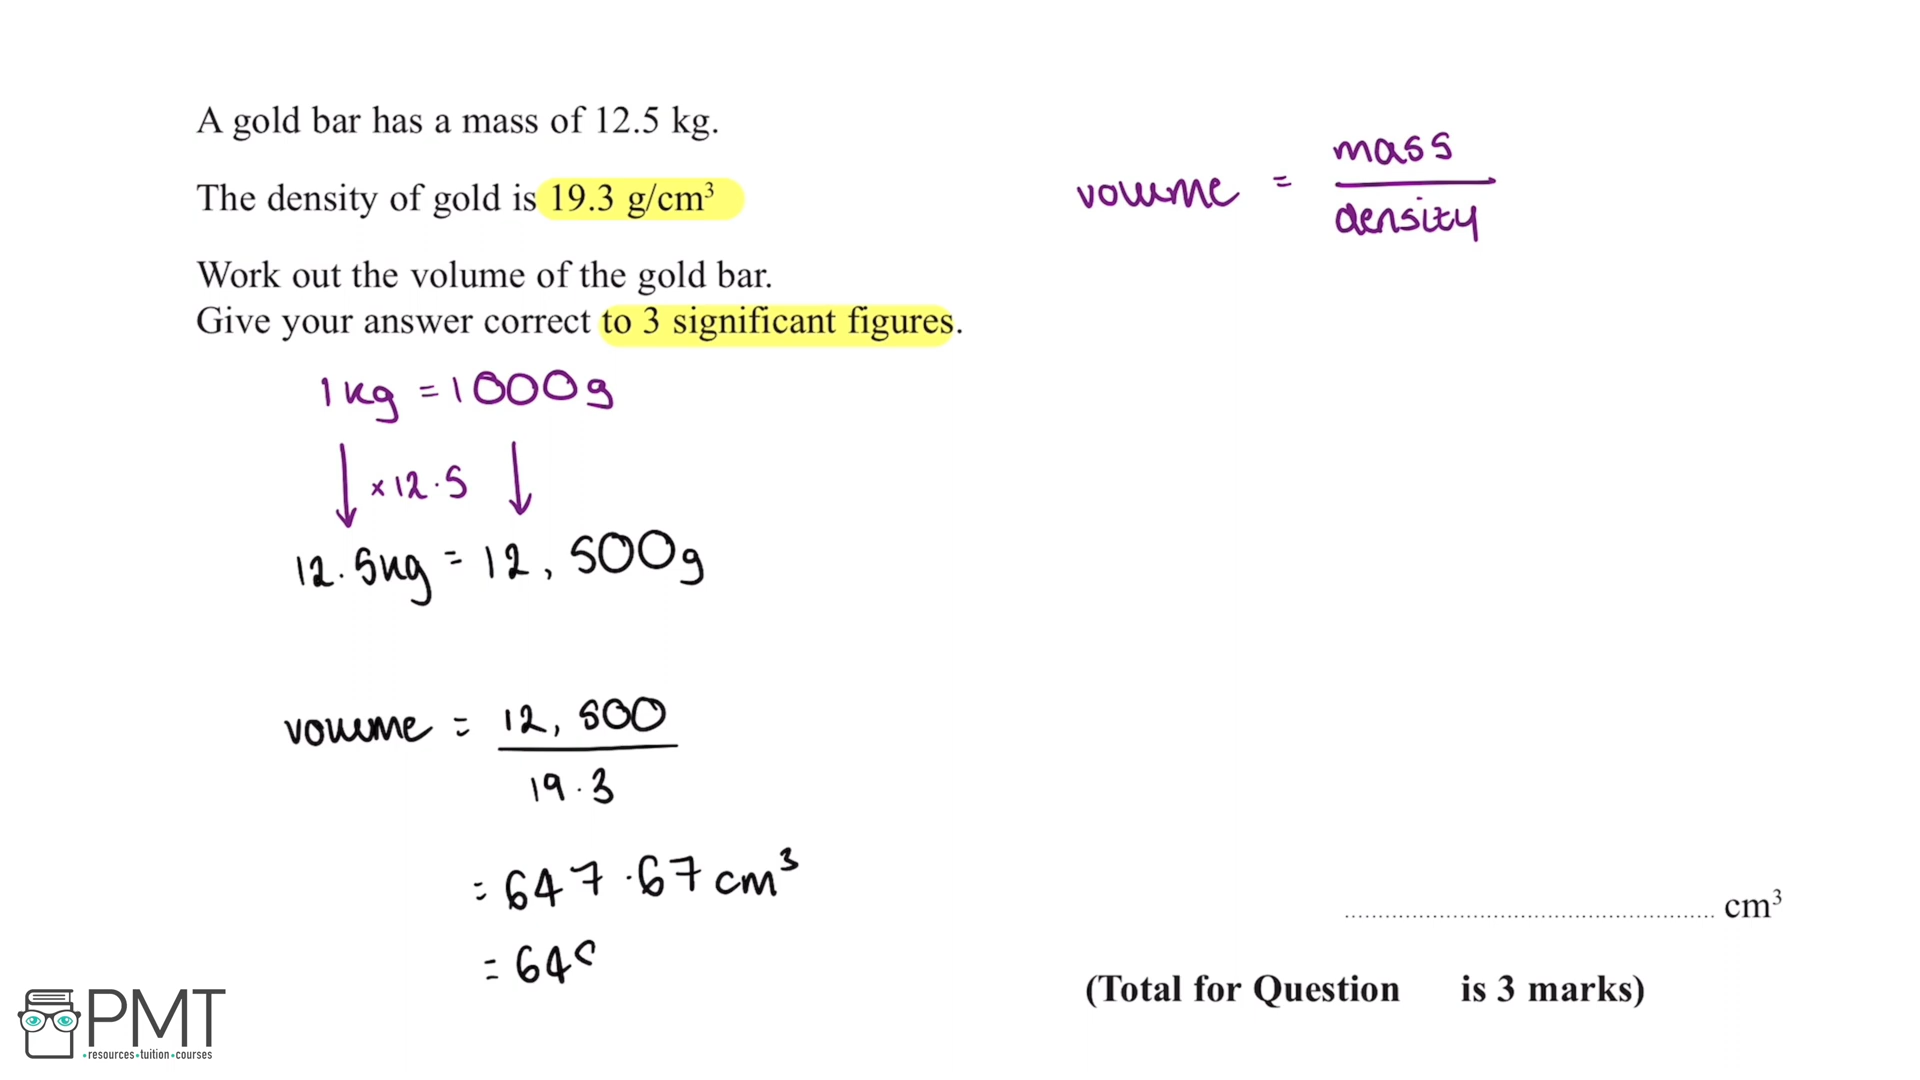 A gold bar has a mass of 12.5 kg.
The density of gold is 19.3 g/cm³
Work out the volume of the gold bar.
Give your answer correct to 3 significant figures.
volume = mass / density
1 kg = 1000g
↓ × 12.5 ↓
12.5kg = 12,500g
volume = 12,500 / 19.3
= 647.67 cm³
= 64
cm³
(Total for Question is 3 marks)
PMT
•resources•tuition•courses